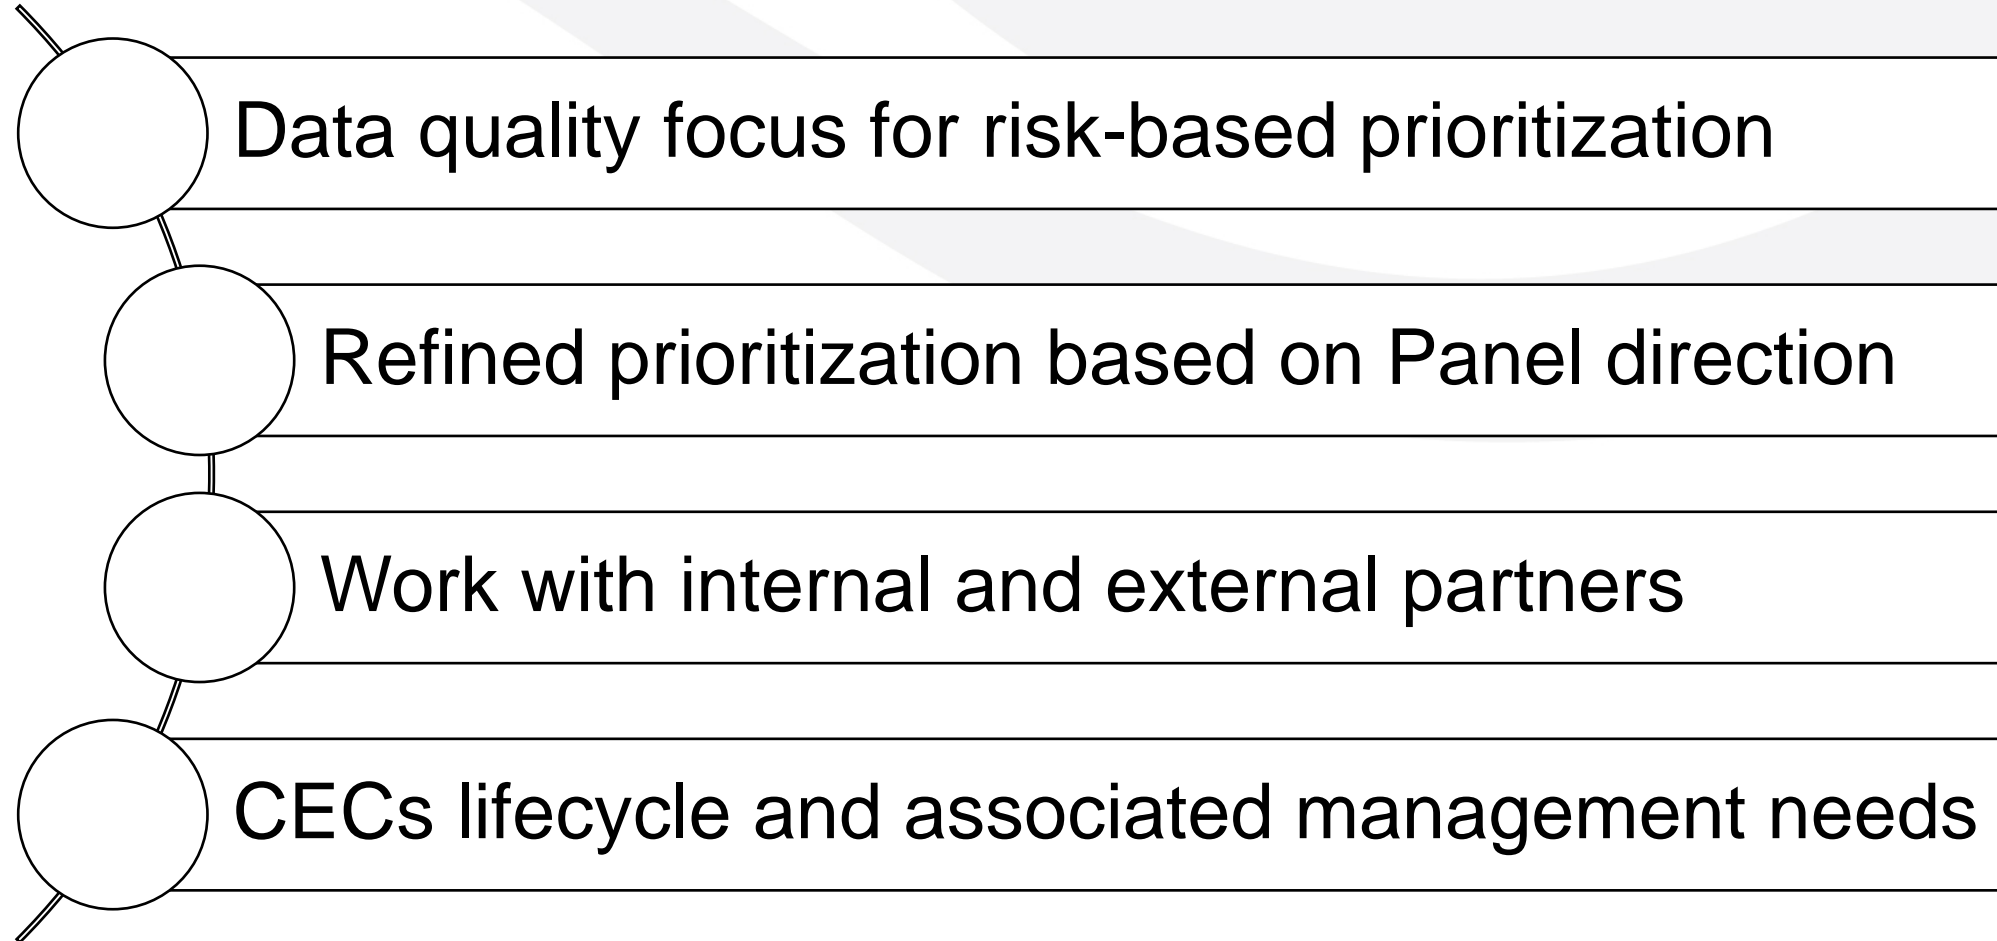 Data quality focus for risk-based prioritization
Refined prioritization based on Panel direction
Work with internal and external partners
CECs lifecycle and associated management needs